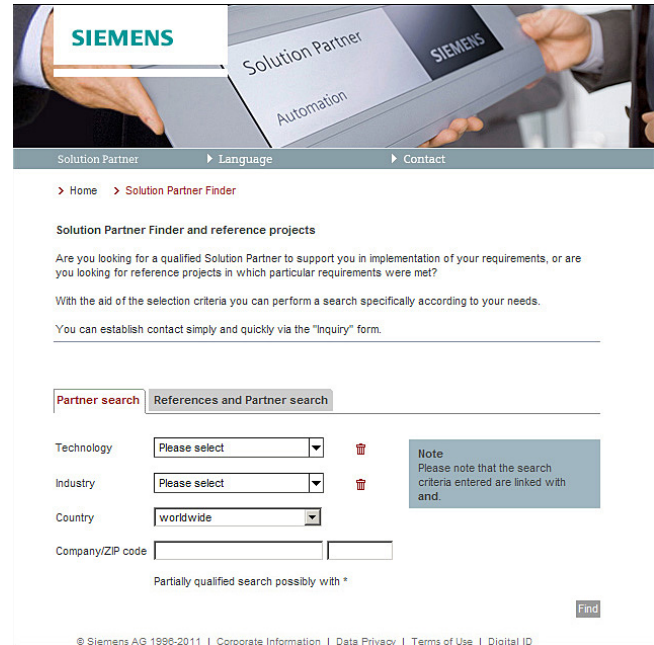 SIEMENS
Solution Partner
SIEMENS
Automation
Solution Partner
Language
Contact
Home
Solution Partner Finder
Solution Partner Finder and reference projects
Are you looking for a qualified Solution Partner to support you in implementation of your requirements, or are
you looking for reference projects in which particular requirements were met?
With the aid of the selection criteria you can perform a search specifically according to your needs.
You can establish contact simply and quickly via the "Inquiry" form.
Partner search
References and Partner search
Technology
Please select
Note
Please note that the search
criteria entered are linked with
and.
Industry
Please select
Country
worldwide
Company/ZIP code
Partially qualified search possibly with *
Find
© Siemens AG 1996-2011 | Corporate Information | Data Privacy | Terms of Use | Digital ID